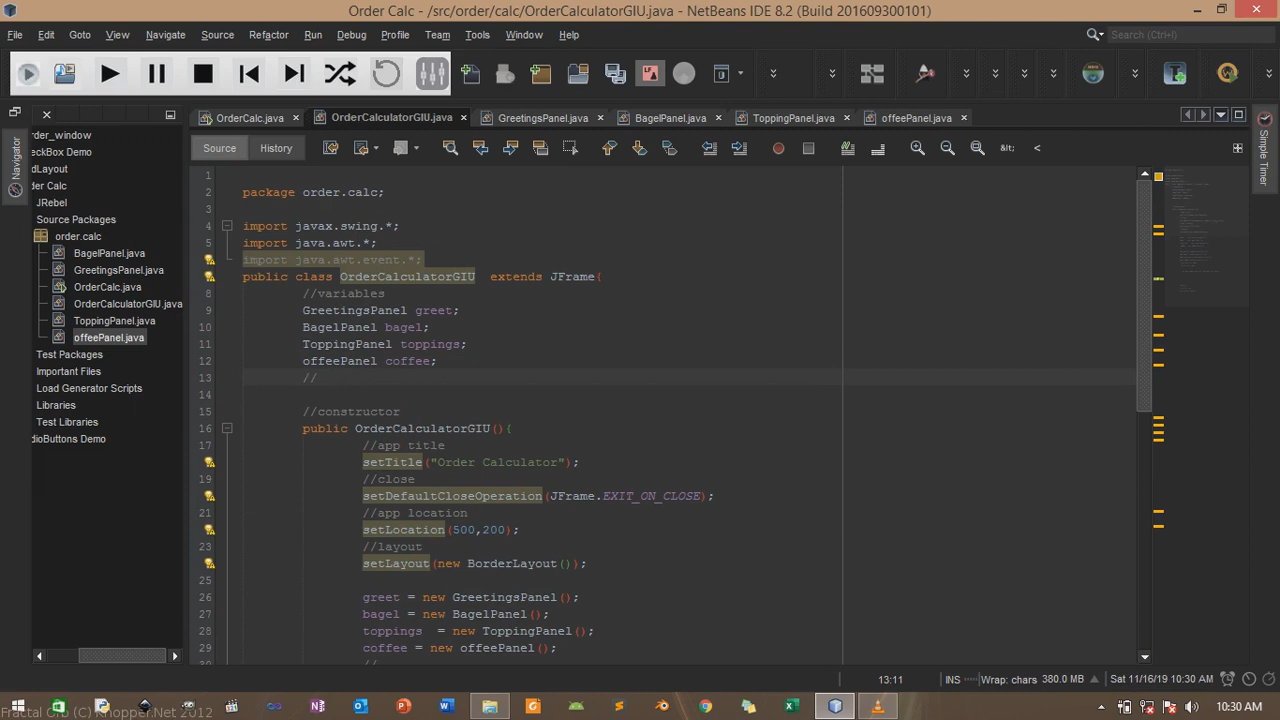 Order Calc - /src/order/calc/OrderCalculatorGIU.java - NetBeans IDE 8.2 (Build 201609300101)
File Edit Goto View Navigate Source Refactor Run Debug Profile Team Tools Window Help Search (Ctrl+I)
OrderCalc.java OrderCalculatorGIU.java GreetingsPanel.java BagelPanel.java ToppingPanel.java offeePanel.java
Source History &lt: <
Navigator
Simple Timer
rder_window
eckBox Demo
dLayout
der Calc
JRebel
Source Packages
order.calc
BagelPanel.java
GreetingsPanel.java
OrderCalc.java
OrderCalculatorGIU.java
ToppingPanel.java
offeePanel.java
Test Packages
Important Files
Load Generator Scripts
Libraries
Test Libraries
dioButtons Demo
1
2 package order.calc;
3
4 import javax.swing.*;
5 import java.awt.*;
import java.awt.event.*;
public class OrderCalculatorGIU extends JFrame{
8 //variables
9 GreetingsPanel greet;
10 BagelPanel bagel;
11 ToppingPanel toppings;
12 offeePanel coffee;
13 //
14
15 //constructor
16 public OrderCalculatorGIU(){
17 //app title
setTitle("Order Calculator");
19 //close
setDefaultCloseOperation(JFrame.EXIT_ON_CLOSE);
21 //app location
setLocation(500,200);
23 //layout
setLayout(new BorderLayout());
25
26 greet = new GreetingsPanel();
27 bagel = new BagelPanel();
28 toppings = new ToppingPanel();
29 coffee = new offeePanel();
30 //
13:11 INS Wrap: chars 380.0 MB Sat 11/16/19 10:30 AM
Fractal Orb (C) Knopper.Net 2012
10:30 AM